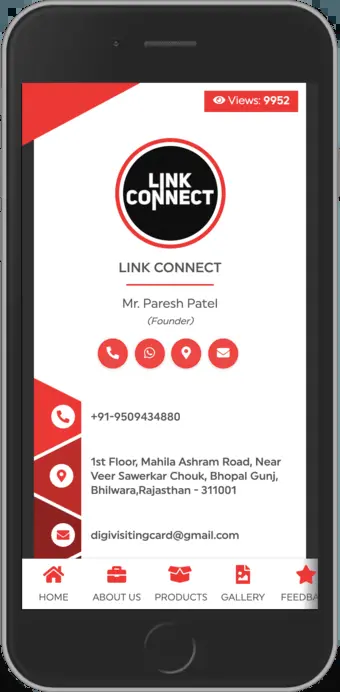 Views: 9952
LINK
CONNECT
LINK CONNECT
Mr. Paresh Patel
(Founder)
+91-9509434880
1st Floor, Mahila Ashram Road, Near
Veer Sawerkar Chouk, Bhopal Gunj,
Bhilwara,Rajasthan - 311001
digivisitingcard@gmail.com
HOME
ABOUT US
PRODUCTS
GALLERY
FEEDBA